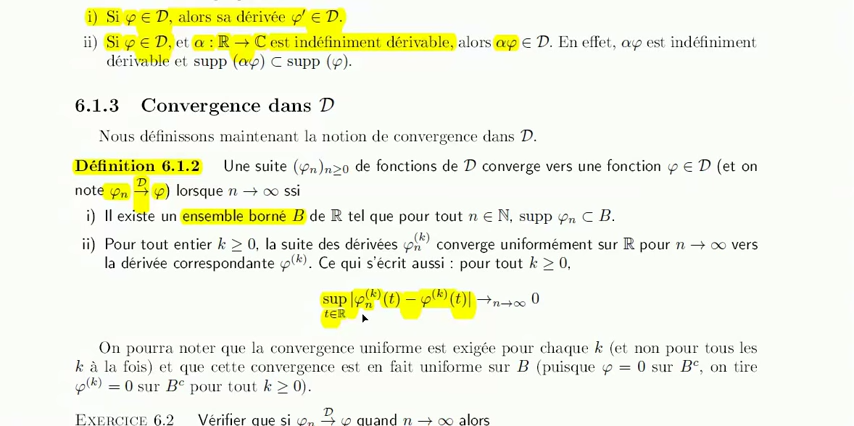 i) Si φ ∈ 𝒟, alors sa dérivée φ′ ∈ 𝒟.
ii) Si φ ∈ 𝒟, et α : ℝ → ℂ est indéfiniment dérivable, alors αφ ∈ 𝒟. En effet, αφ est indéfiniment
dérivable et supp (αφ) ⊂ supp (φ).
6.1.3 Convergence dans 𝒟
Nous définissons maintenant la notion de convergence dans 𝒟.
Définition 6.1.2 Une suite (φₙ)ₙ≥₀ de fonctions de 𝒟 converge vers une fonction φ ∈ 𝒟 (et on
note φₙ →^𝒟 φ) lorsque n → ∞ ssi
i) Il existe un ensemble borné B de ℝ tel que pour tout n ∈ ℕ, supp φₙ ⊂ B.
ii) Pour tout entier k ≥ 0, la suite des dérivées φₙ^(k) converge uniformément sur ℝ pour n → ∞ vers
la dérivée correspondante φ^(k). Ce qui s'écrit aussi : pour tout k ≥ 0,
sup_{t∈ℝ} |φₙ^(k)(t) − φ^(k)(t)| →_{n→∞} 0
On pourra noter que la convergence uniforme est exigée pour chaque k (et non pour tous les
k à la fois) et que cette convergence est en fait uniforme sur B (puisque φ = 0 sur B^c, on tire
φ^(k) = 0 sur B^c pour tout k ≥ 0).
EXERCICE 6.2 Vérifier que si φₙ →^𝒟 φ quand n → ∞ alors